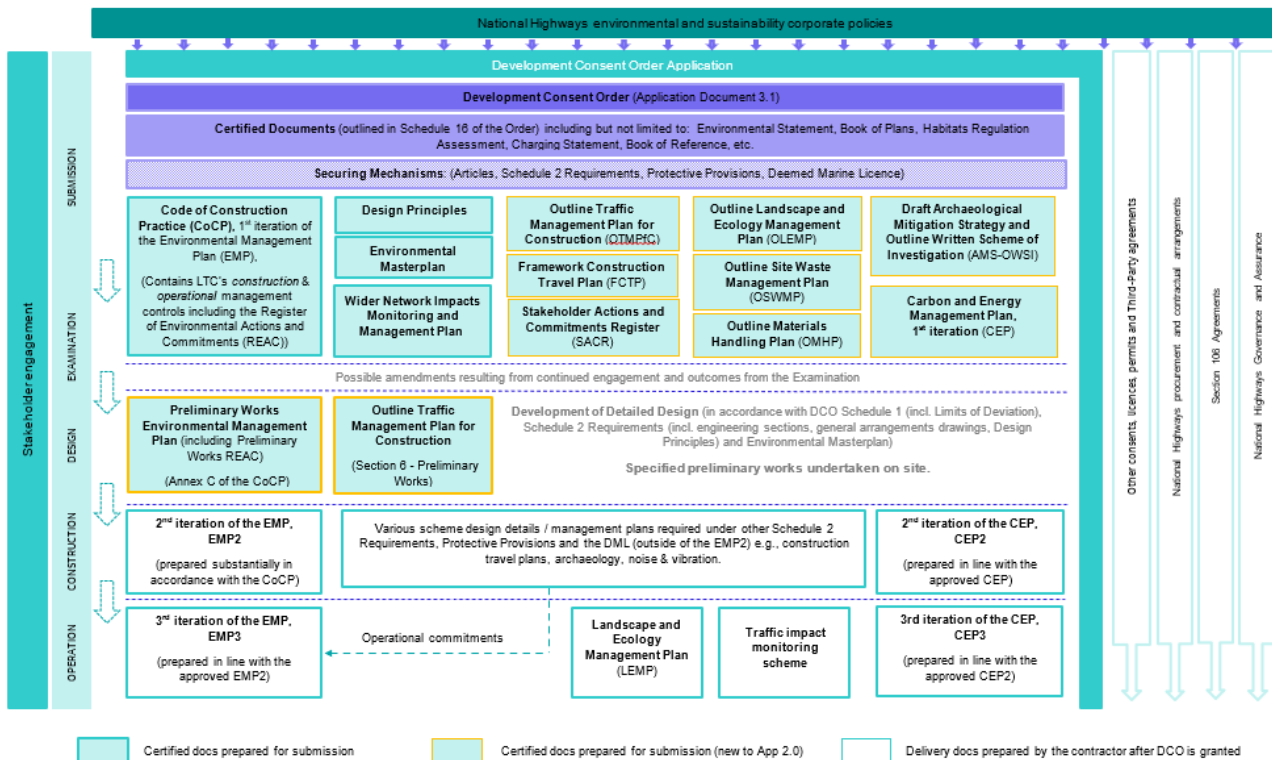 National Highways environmental and sustainability corporate policies
Development Consent Order Application
Development Consent Order (Application Document 3.1)
Certified Documents (outlined in Schedule 16 of the Order) including but not limited to: Environmental Statement, Book of Plans, Habitats Regulation
Assessment, Charging Statement, Book of Reference, etc.
Securing Mechanisms: (Articles, Schedule 2 Requirements, Protective Provisions, Deemed Marine Licence)
Stakeholder engagement
SUBMISSION
EXAMINATION
DESIGN
CONSTRUCTION
OPERATION
Code of Construction
Practice (CoCP), 1st iteration of
the Environmental Management
Plan (EMP),
(Contains LTC's construction &
operational management
controls including the Register
of Environmental Actions and
Commitments (REAC))
Design Principles
Environmental
Masterplan
Wider Network Impacts
Monitoring and
Management Plan
Outline Traffic
Management Plan for
Construction (OTMPfC)
Framework Construction
Travel Plan (FCTP)
Stakeholder Actions and
Commitments Register
(SACR)
Outline Landscape and
Ecology Management
Plan (OLEMP)
Outline Site Waste
Management Plan
(OSWMP)
Outline Materials
Handling Plan (OMHP)
Draft Archaeological
Mitigation Strategy and
Outline Written Scheme of
Investigation (AMS-OWSI)
Carbon and Energy
Management Plan,
1st iteration (CEP)
Possible amendments resulting from continued engagement and outcomes from the Examination
Preliminary Works
Environmental Management
Plan (including Preliminary
Works REAC)
(Annex C of the CoCP)
Outline Traffic
Management Plan for
Construction
(Section 6 - Preliminary
Works)
Development of Detailed Design (in accordance with DCO Schedule 1 (incl. Limits of Deviation),
Schedule 2 Requirements (incl. engineering sections, general arrangements drawings, Design
Principles) and Environmental Masterplan)
Specified preliminary works undertaken on site.
2nd iteration of the EMP,
EMP2
(prepared substantially in
accordance with the CoCP)
Various scheme design details / management plans required under other Schedule 2
Requirements, Protective Provisions and the DML (outside of the EMP2) e.g., construction
travel plans, archaeology, noise & vibration.
2nd iteration of the CEP,
CEP2
(prepared in line with
the approved CEP)
3rd iteration of the EMP,
EMP3
(prepared in line with the
approved EMP2)
Operational commitments
Landscape and
Ecology
Management Plan
(LEMP)
Traffic impact
monitoring
scheme
3rd iteration of the CEP,
CEP3
(prepared in line with the
approved CEP2)
Other consents, licences, permits and Third-Party agreements
National Highways procurement and contractual arrangements
Section 106 Agreements
National Highways Governance and Assurance
Certified docs prepared for submission
Certified docs prepared for submission (new to App 2.0)
Delivery docs prepared by the contractor after DCO is granted